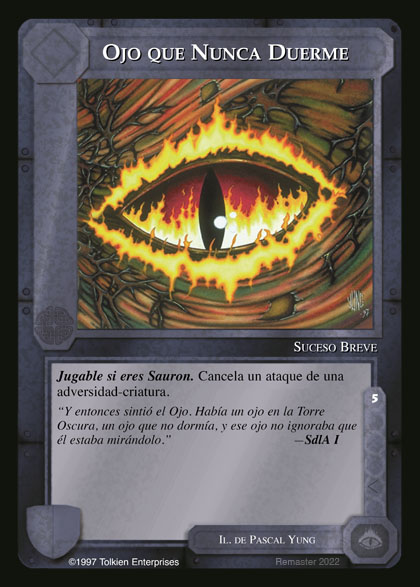 Ojo que Nunca Duerme
Suceso Breve
Jugable si eres Sauron. Cancela un ataque de una
adversidad-criatura.
5
“Y entonces sintió el Ojo. Había un ojo en la Torre
Oscura, un ojo que no dormía, y ese ojo no ignoraba que
él estaba mirándolo.” —SdlA I
Il. de Pascal Yung
©1997 Tolkien Enterprises
Remaster 2022